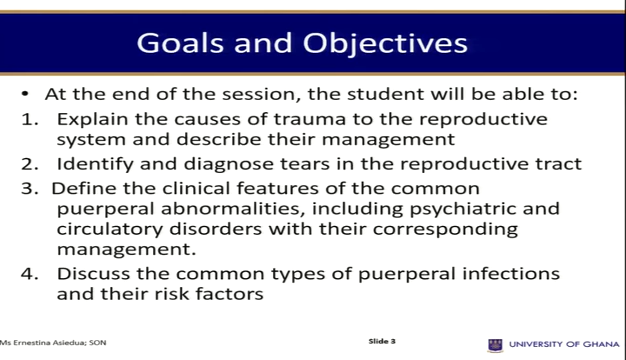 Goals and Objectives
• At the end of the session, the student will be able to:
1. Explain the causes of trauma to the reproductive
system and describe their management
2. Identify and diagnose tears in the reproductive tract
3. Define the clinical features of the common
puerperal abnormalities, including psychiatric and
circulatory disorders with their corresponding
management.
4. Discuss the common types of puerperal infections
and their risk factors
Ms Ernestina Asiedua; SON
Slide 3
UNIVERSITY OF GHANA